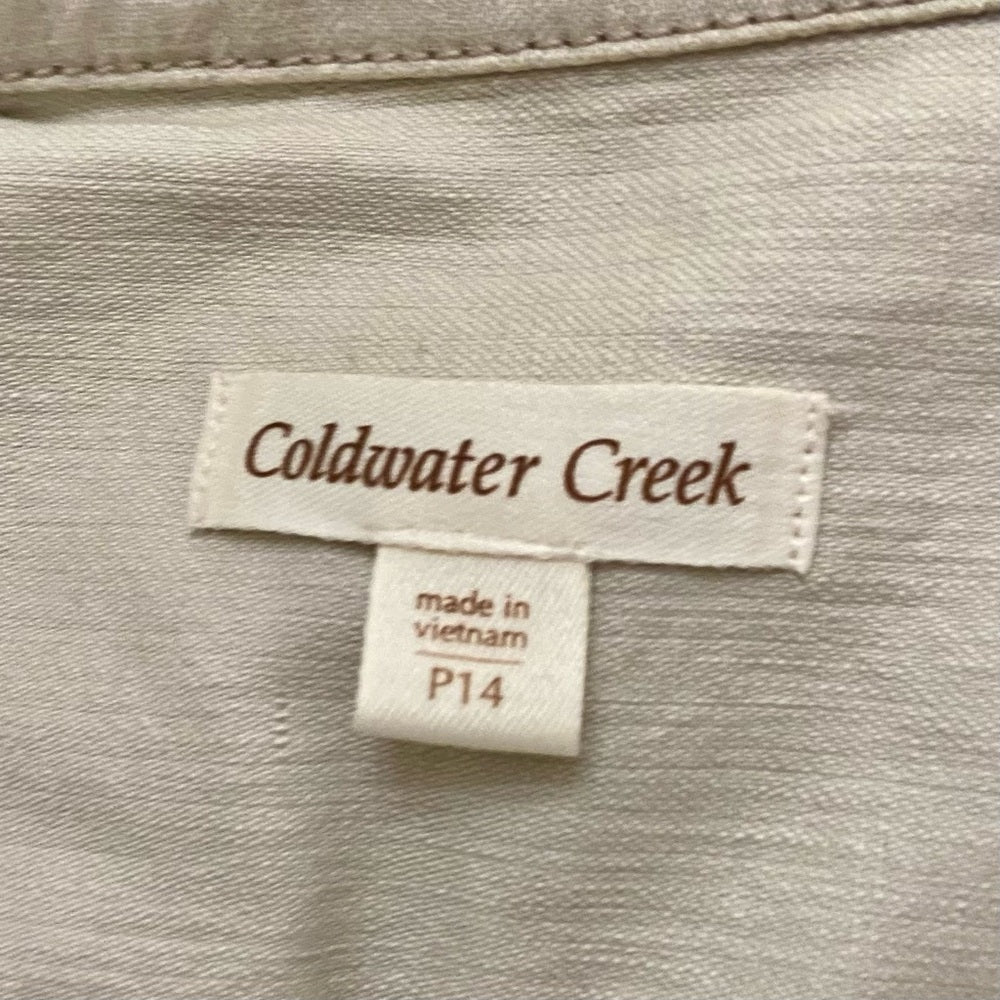 Coldwater Creek
made in
vietnam
P14